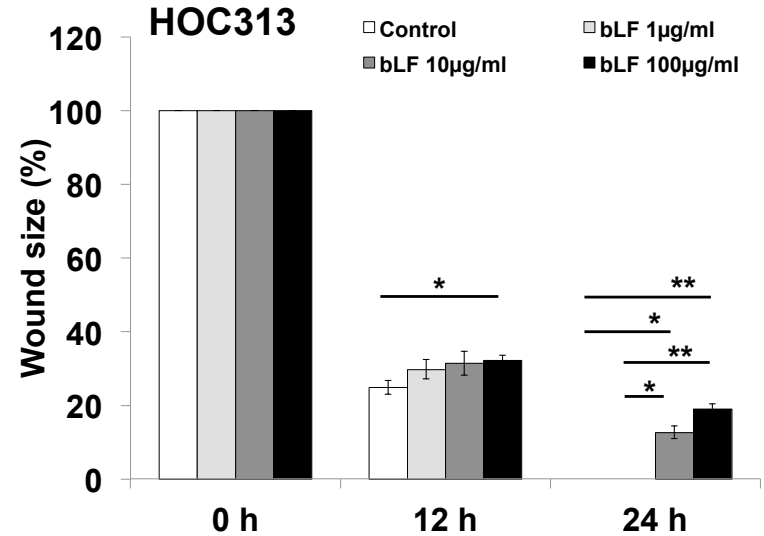 HOC313
Control
bLF 1µg/ml
bLF 10µg/ml
bLF 100µg/ml
Wound size (%)
120
100
80
60
40
20
0
*
**
*
**
*
0 h
12 h
24 h